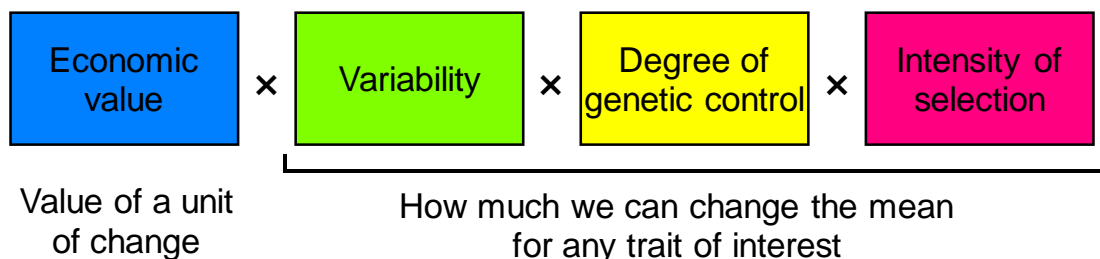 Economic
value
×
Variability
×
Degree of
genetic control
×
Intensity of
selection
Value of a unit
of change
How much we can change the mean
for any trait of interest